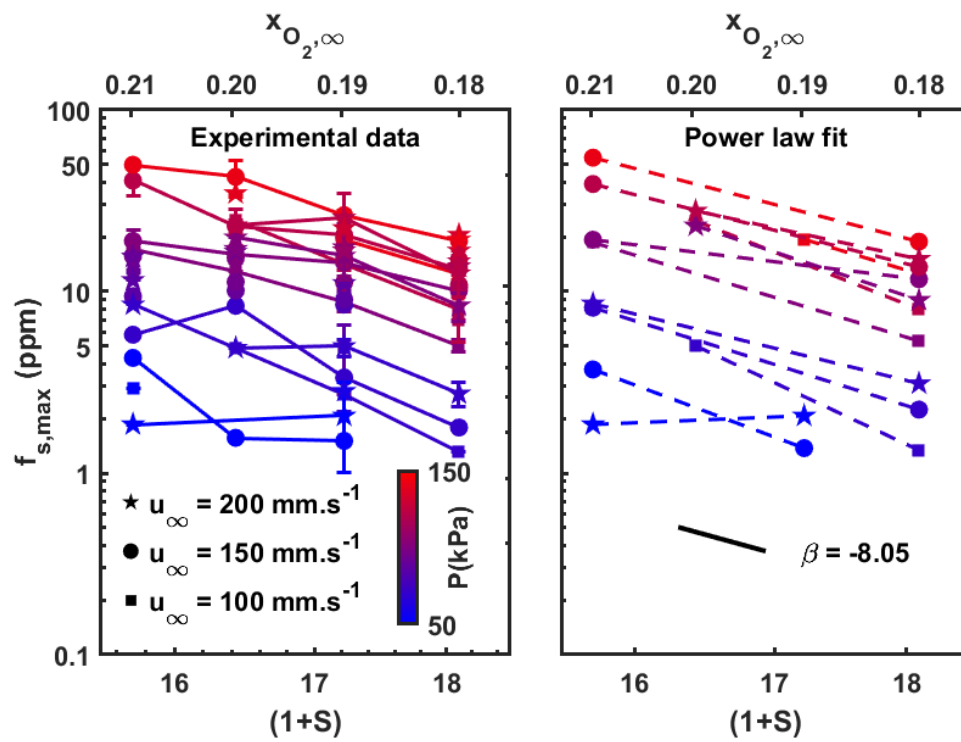 x_{O_2,∞}
0.21 0.20 0.19 0.18
100
50
10
5
1
0.5
0.1
f_{s,max} (ppm)
Experimental data
★ u_∞ = 200 mm.s^{-1}
● u_∞ = 150 mm.s^{-1}
■ u_∞ = 100 mm.s^{-1}
150
P(kPa)
50
16 17 18
(1+S)
x_{O_2,∞}
0.21 0.20 0.19 0.18
Power law fit
β = -8.05
16 17 18
(1+S)